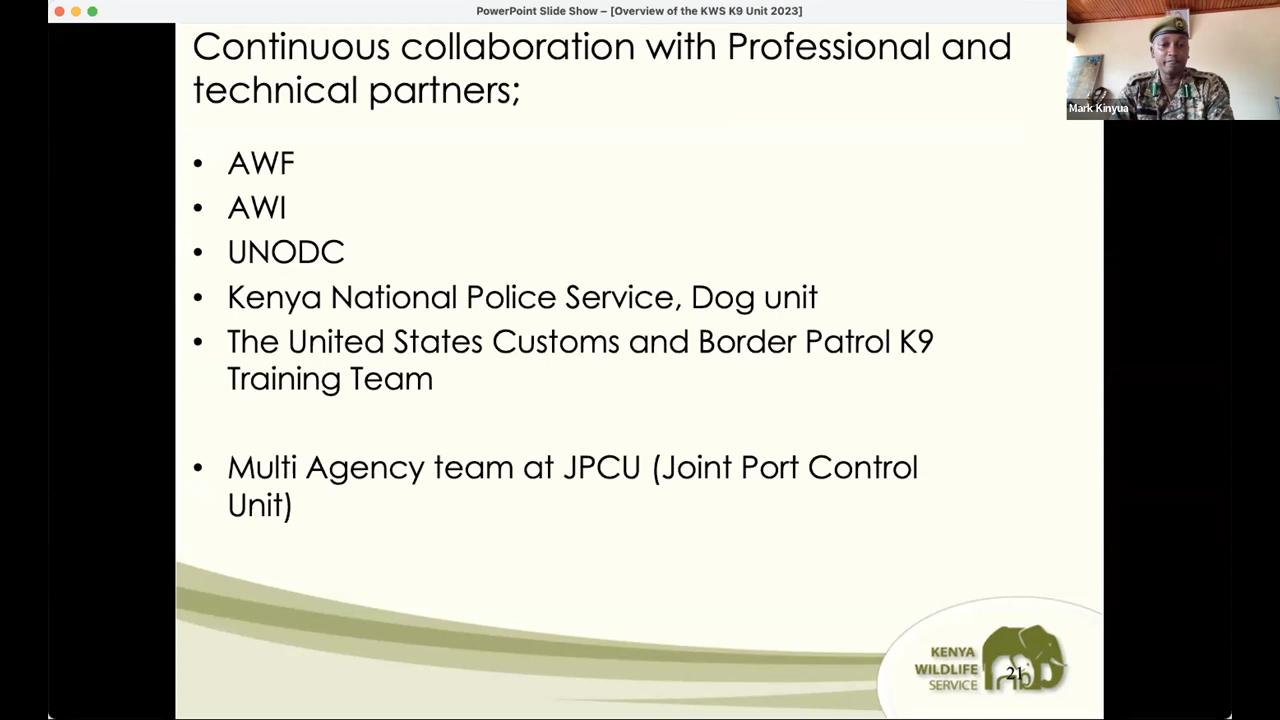 PowerPoint Slide Show – [Overview of the KWS K9 Unit 2023]
Mark Kinyua
Continuous collaboration with Professional and
technical partners;
• AWF
• AWI
• UNODC
• Kenya National Police Service, Dog unit
• The United States Customs and Border Patrol K9
Training Team
• Multi Agency team at JPCU (Joint Port Control
Unit)
KENYA
WILDLIFE
SERVICE
21